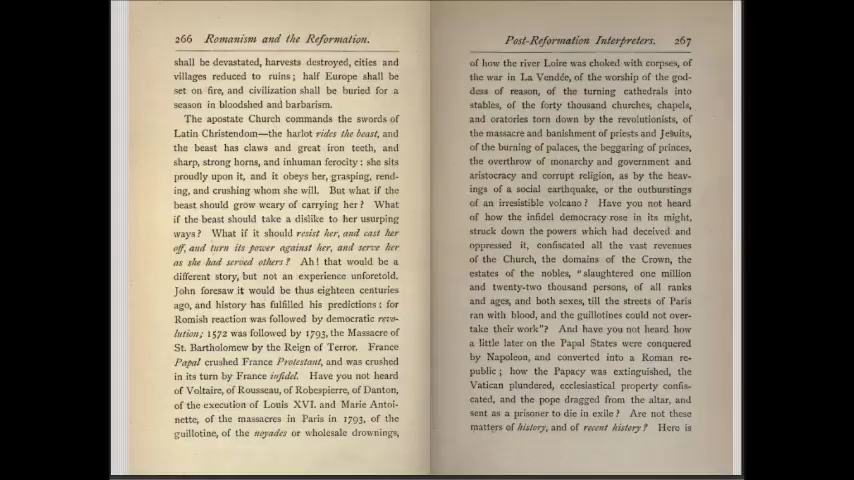 266 Romanism and the Reformation.
shall be devastated, harvests destroyed, cities and
villages reduced to ruins; half Europe shall be
set on fire, and civilization shall be buried for a
season in bloodshed and barbarism.
The apostate Church commands the swords of
Latin Christendom—the harlot rides the beast, and
the beast has claws and great iron teeth, and
sharp, strong horns, and inhuman ferocity: she sits
proudly upon it, and it obeys her, grasping, rend-
ing, and crushing whom she will. But what if the
beast should grow weary of carrying her? What
if the beast should take a dislike to her usurping
ways? What if it should resist her, and cast her
off, and turn its power against her, and serve her
as she had served others? Ah! that would be a
different story, but not an experience unforetold.
John foresaw it would be thus eighteen centuries
ago, and history has fulfilled his predictions: for
Romish reaction was followed by democratic revo-
lution; 1572 was followed by 1793, the Massacre of
St. Bartholomew by the Reign of Terror. France
Papal crushed France Protestant, and was crushed
in its turn by France infidel. Have you not heard
of Voltaire, of Rousseau, of Robespierre, of Danton,
of the execution of Louis XVI. and Marie Antoi-
nette, of the massacres in Paris in 1793, of the
guillotine, of the noyades or wholesale drownings,
Post-Reformation Interpreters. 267
of how the river Loire was choked with corpses, of
the war in La Vendée, of the worship of the god-
dess of reason, of the turning cathedrals into
stables, of the forty thousand churches, chapels,
and oratories torn down by the revolutionists, of
the massacre and banishment of priests and Jesuits,
of the burning of palaces, the beggaring of princes,
the overthrow of monarchy and government and
aristocracy and corrupt religion, as by the heav-
ings of a social earthquake, or the outburstings
of an irresistible volcano? Have you not heard
of how the infidel democracy rose in its might,
struck down the powers which had deceived and
oppressed it, confiscated all the vast revenues
of the Church, the domains of the Crown, the
estates of the nobles, "slaughtered one million
and twenty-two thousand persons, of all ranks
and ages, and both sexes, till the streets of Paris
ran with blood, and the guillotines could not over-
take their work"? And have you not heard how
a little later on the Papal States were conquered
by Napoleon, and converted into a Roman re-
public; how the Papacy was extinguished, the
Vatican plundered, ecclesiastical property confis-
cated, and the pope dragged from the altar, and
sent as a prisoner to die in exile? Are not these
matters of history, and of recent history? Here is